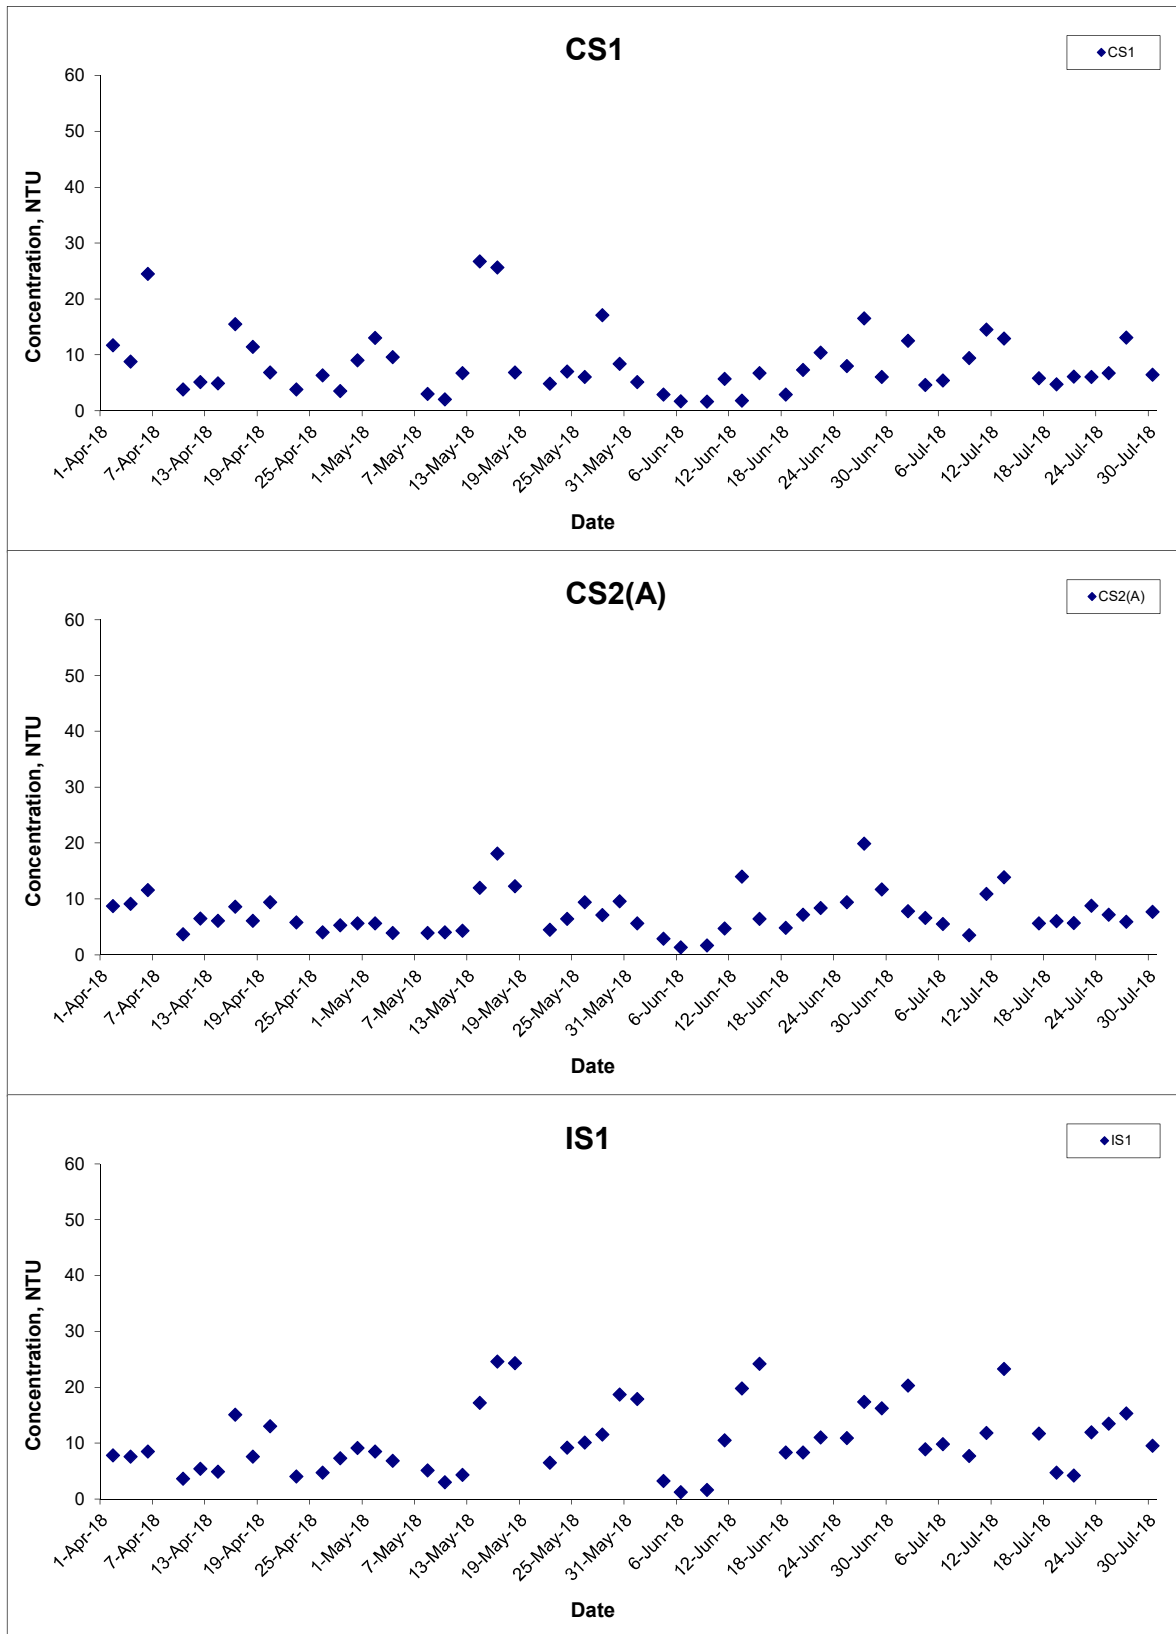 CS1
CS1
Concentration, NTU
60
50
40
30
20
10
0
1-Apr-18
7-Apr-18
13-Apr-18
19-Apr-18
25-Apr-18
1-May-18
7-May-18
13-May-18
19-May-18
25-May-18
31-May-18
6-Jun-18
12-Jun-18
18-Jun-18
24-Jun-18
30-Jun-18
6-Jul-18
12-Jul-18
18-Jul-18
24-Jul-18
30-Jul-18
Date
CS2(A)
CS2(A)
Concentration, NTU
60
50
40
30
20
10
0
1-Apr-18
7-Apr-18
13-Apr-18
19-Apr-18
25-Apr-18
1-May-18
7-May-18
13-May-18
19-May-18
25-May-18
31-May-18
6-Jun-18
12-Jun-18
18-Jun-18
24-Jun-18
30-Jun-18
6-Jul-18
12-Jul-18
18-Jul-18
24-Jul-18
30-Jul-18
Date
IS1
IS1
Concentration, NTU
60
50
40
30
20
10
0
1-Apr-18
7-Apr-18
13-Apr-18
19-Apr-18
25-Apr-18
1-May-18
7-May-18
13-May-18
19-May-18
25-May-18
31-May-18
6-Jun-18
12-Jun-18
18-Jun-18
24-Jun-18
30-Jun-18
6-Jul-18
12-Jul-18
18-Jul-18
24-Jul-18
30-Jul-18
Date